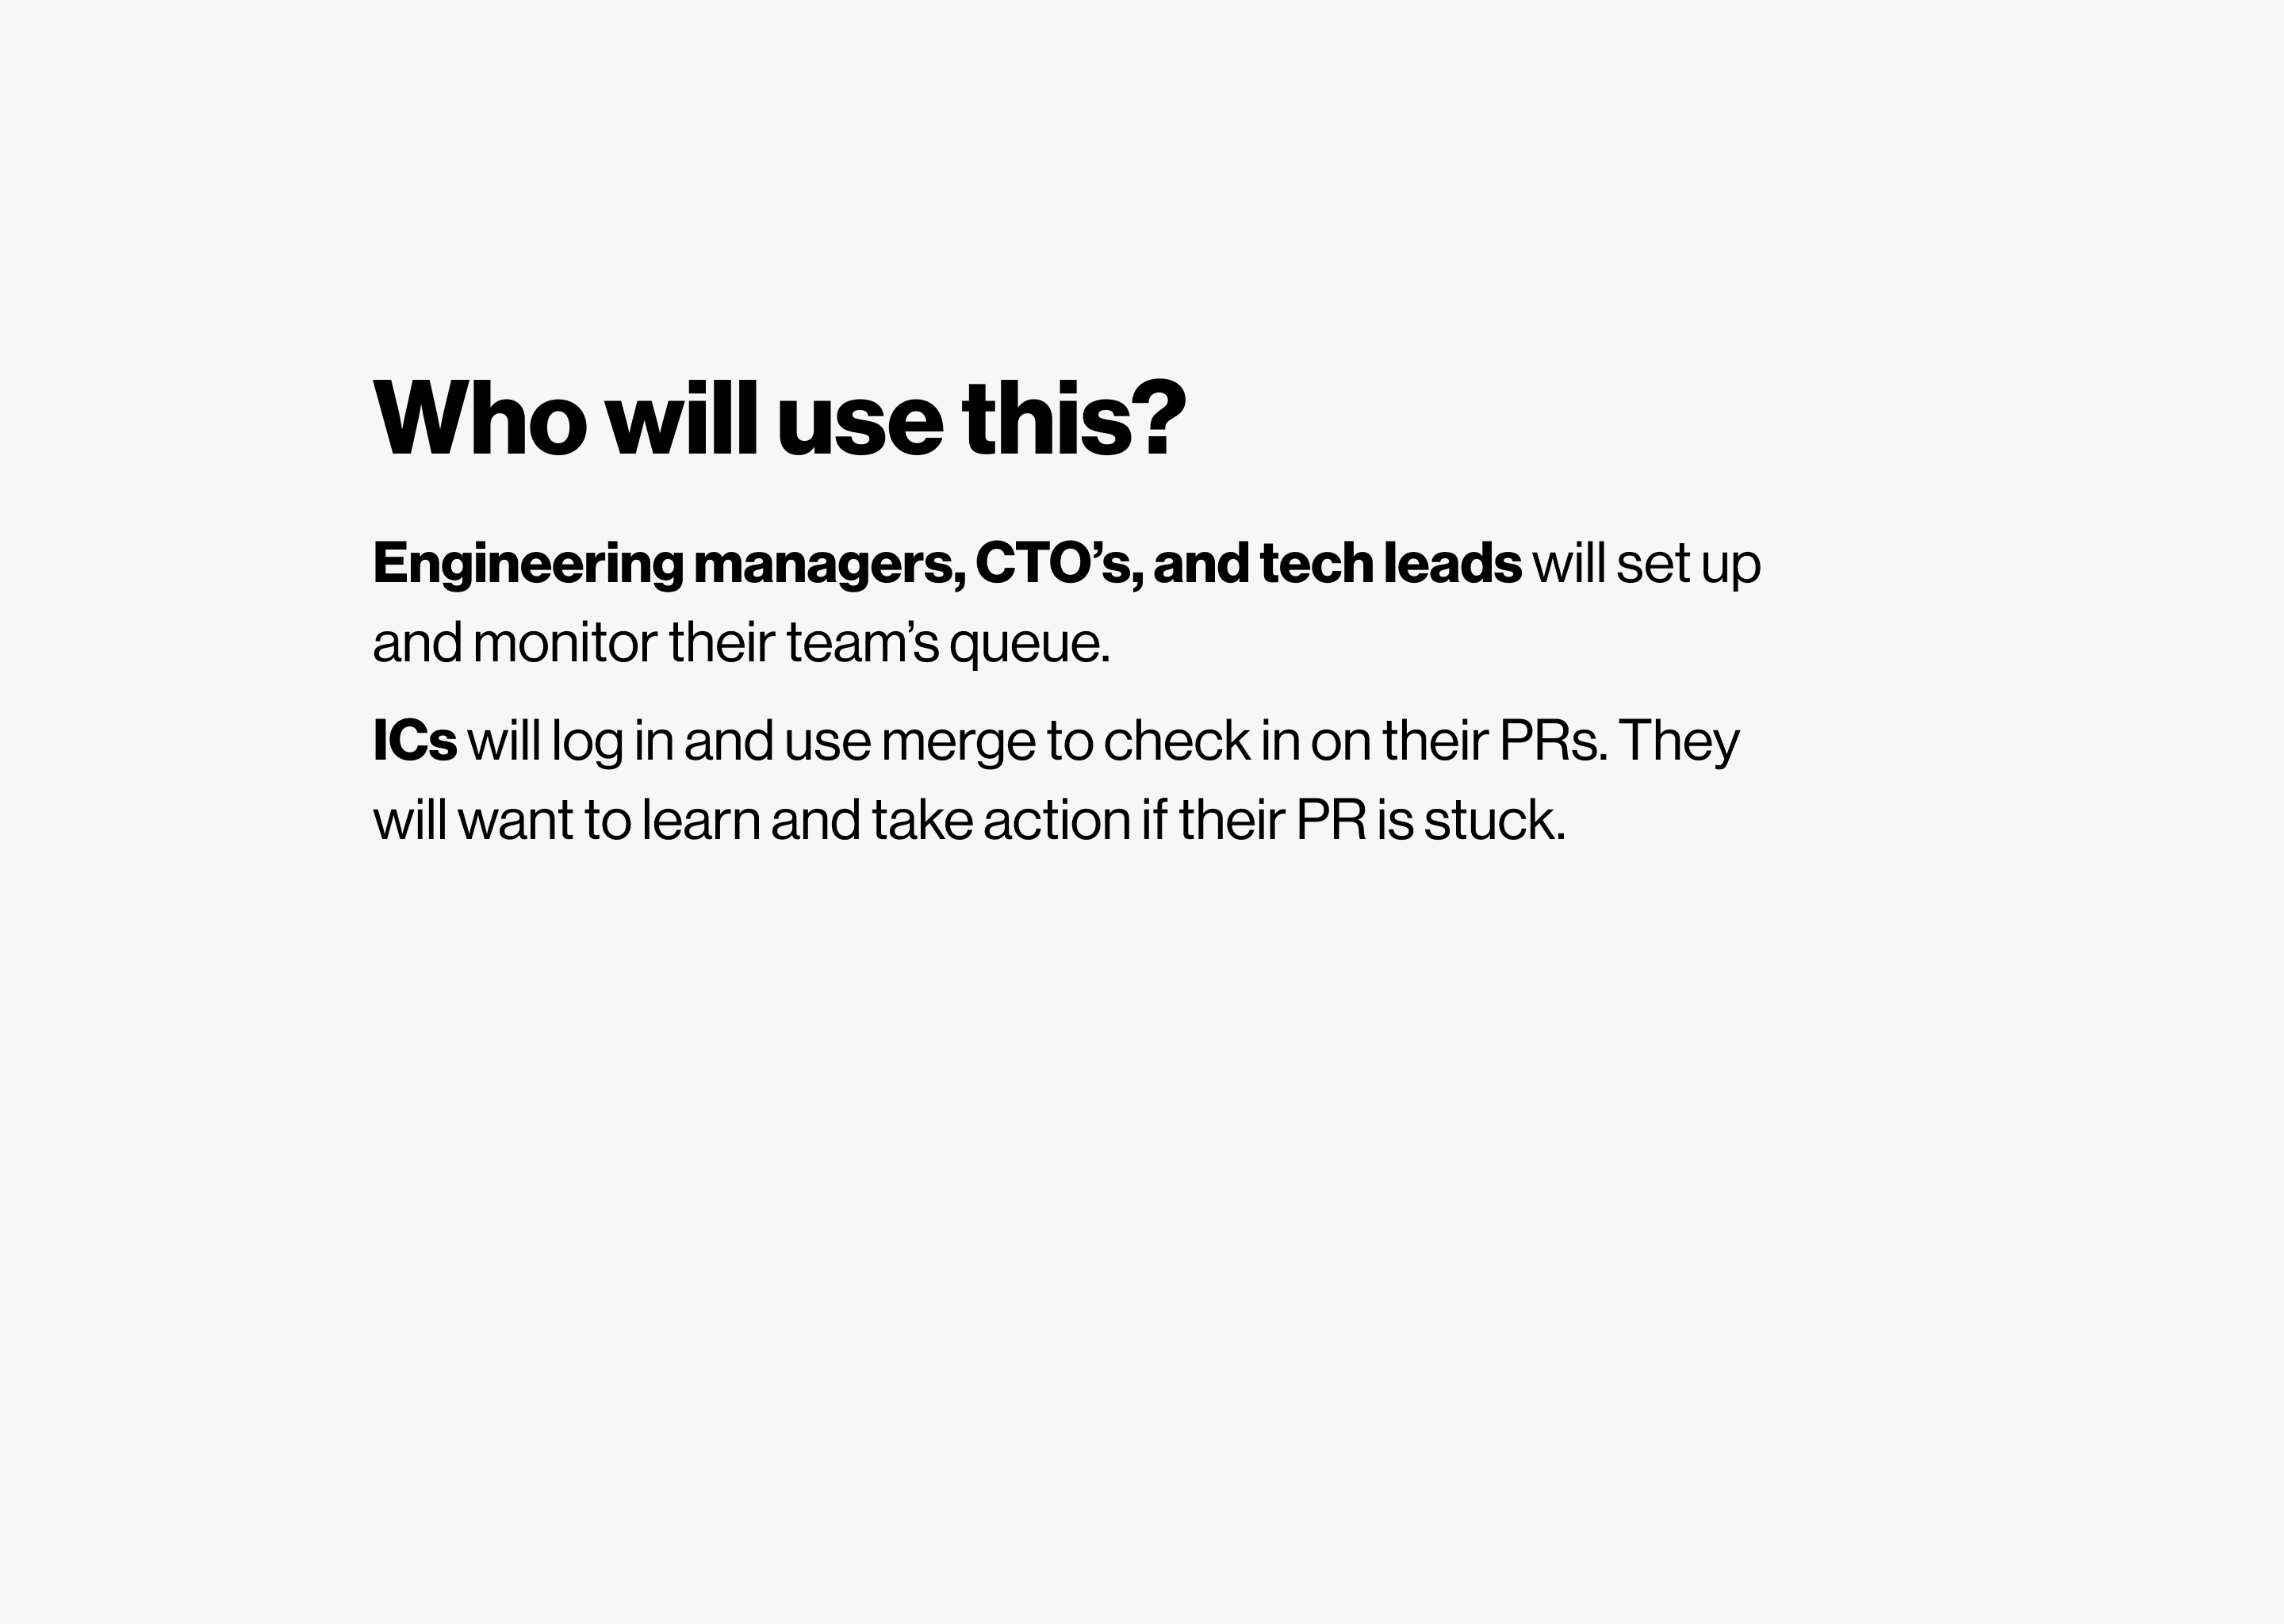 Who will use this?
Engineering managers, CTO’s, and tech leads will set up
and monitor their team’s queue.
ICs will log in and use merge to check in on their PRs. They
will want to learn and take action if their PR is stuck.